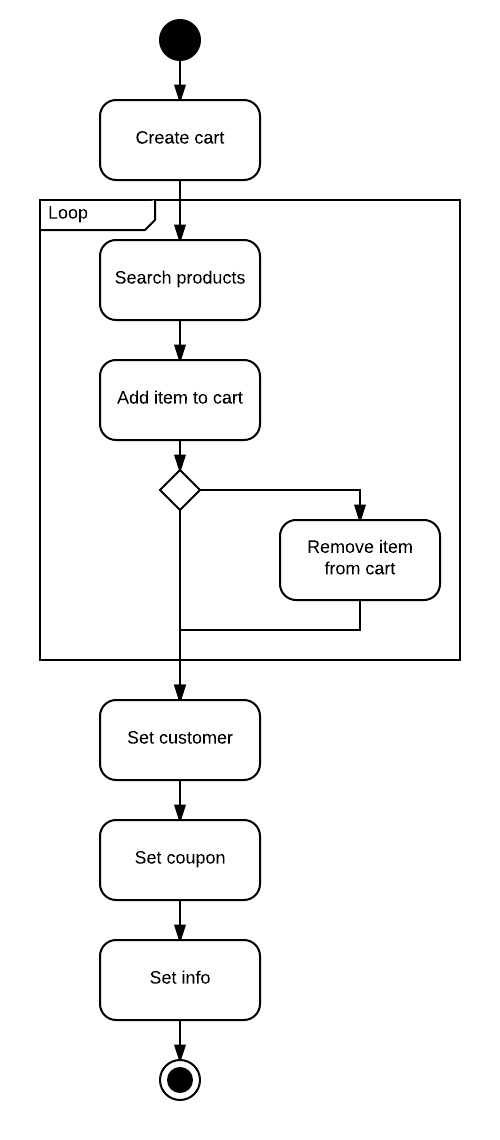 Create cart
Loop
Search products
Add item to cart
Remove item
from cart
Set customer
Set coupon
Set info